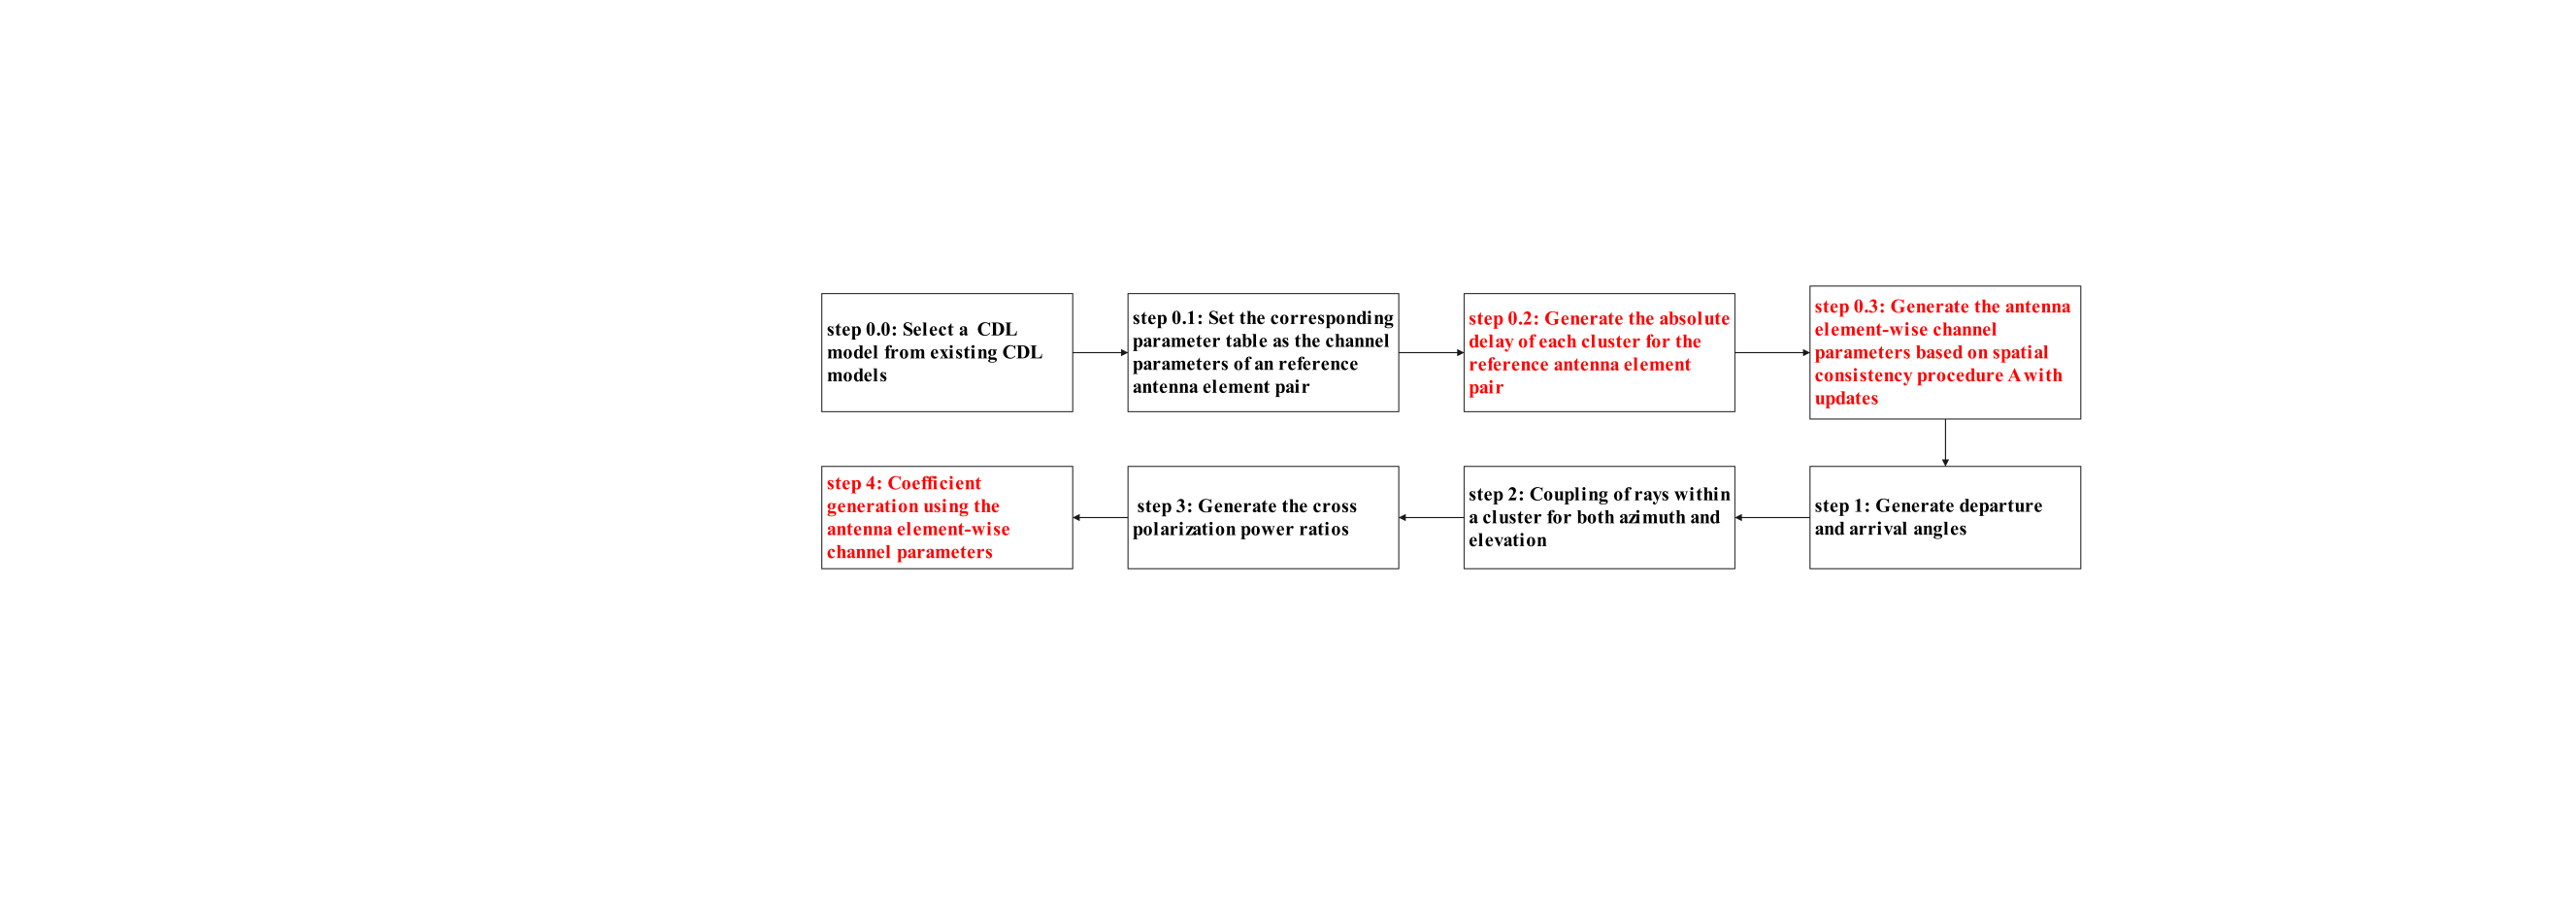 step 0.0: Select a CDL
model from existing CDL
models
step 0.1: Set the corresponding
parameter table as the channel
parameters of an reference
antenna element pair
step 0.2: Generate the absolute
delay of each cluster for the
reference antenna element
pair
step 0.3: Generate the antenna
element-wise channel
parameters based on spatial
consistency procedure A with
updates
step 1: Generate departure
and arrival angles
step 2: Coupling of rays within
a cluster for both azimuth and
elevation
step 3: Generate the cross
polarization power ratios
step 4: Coefficient
generation using the
antenna element-wise
channel parameters